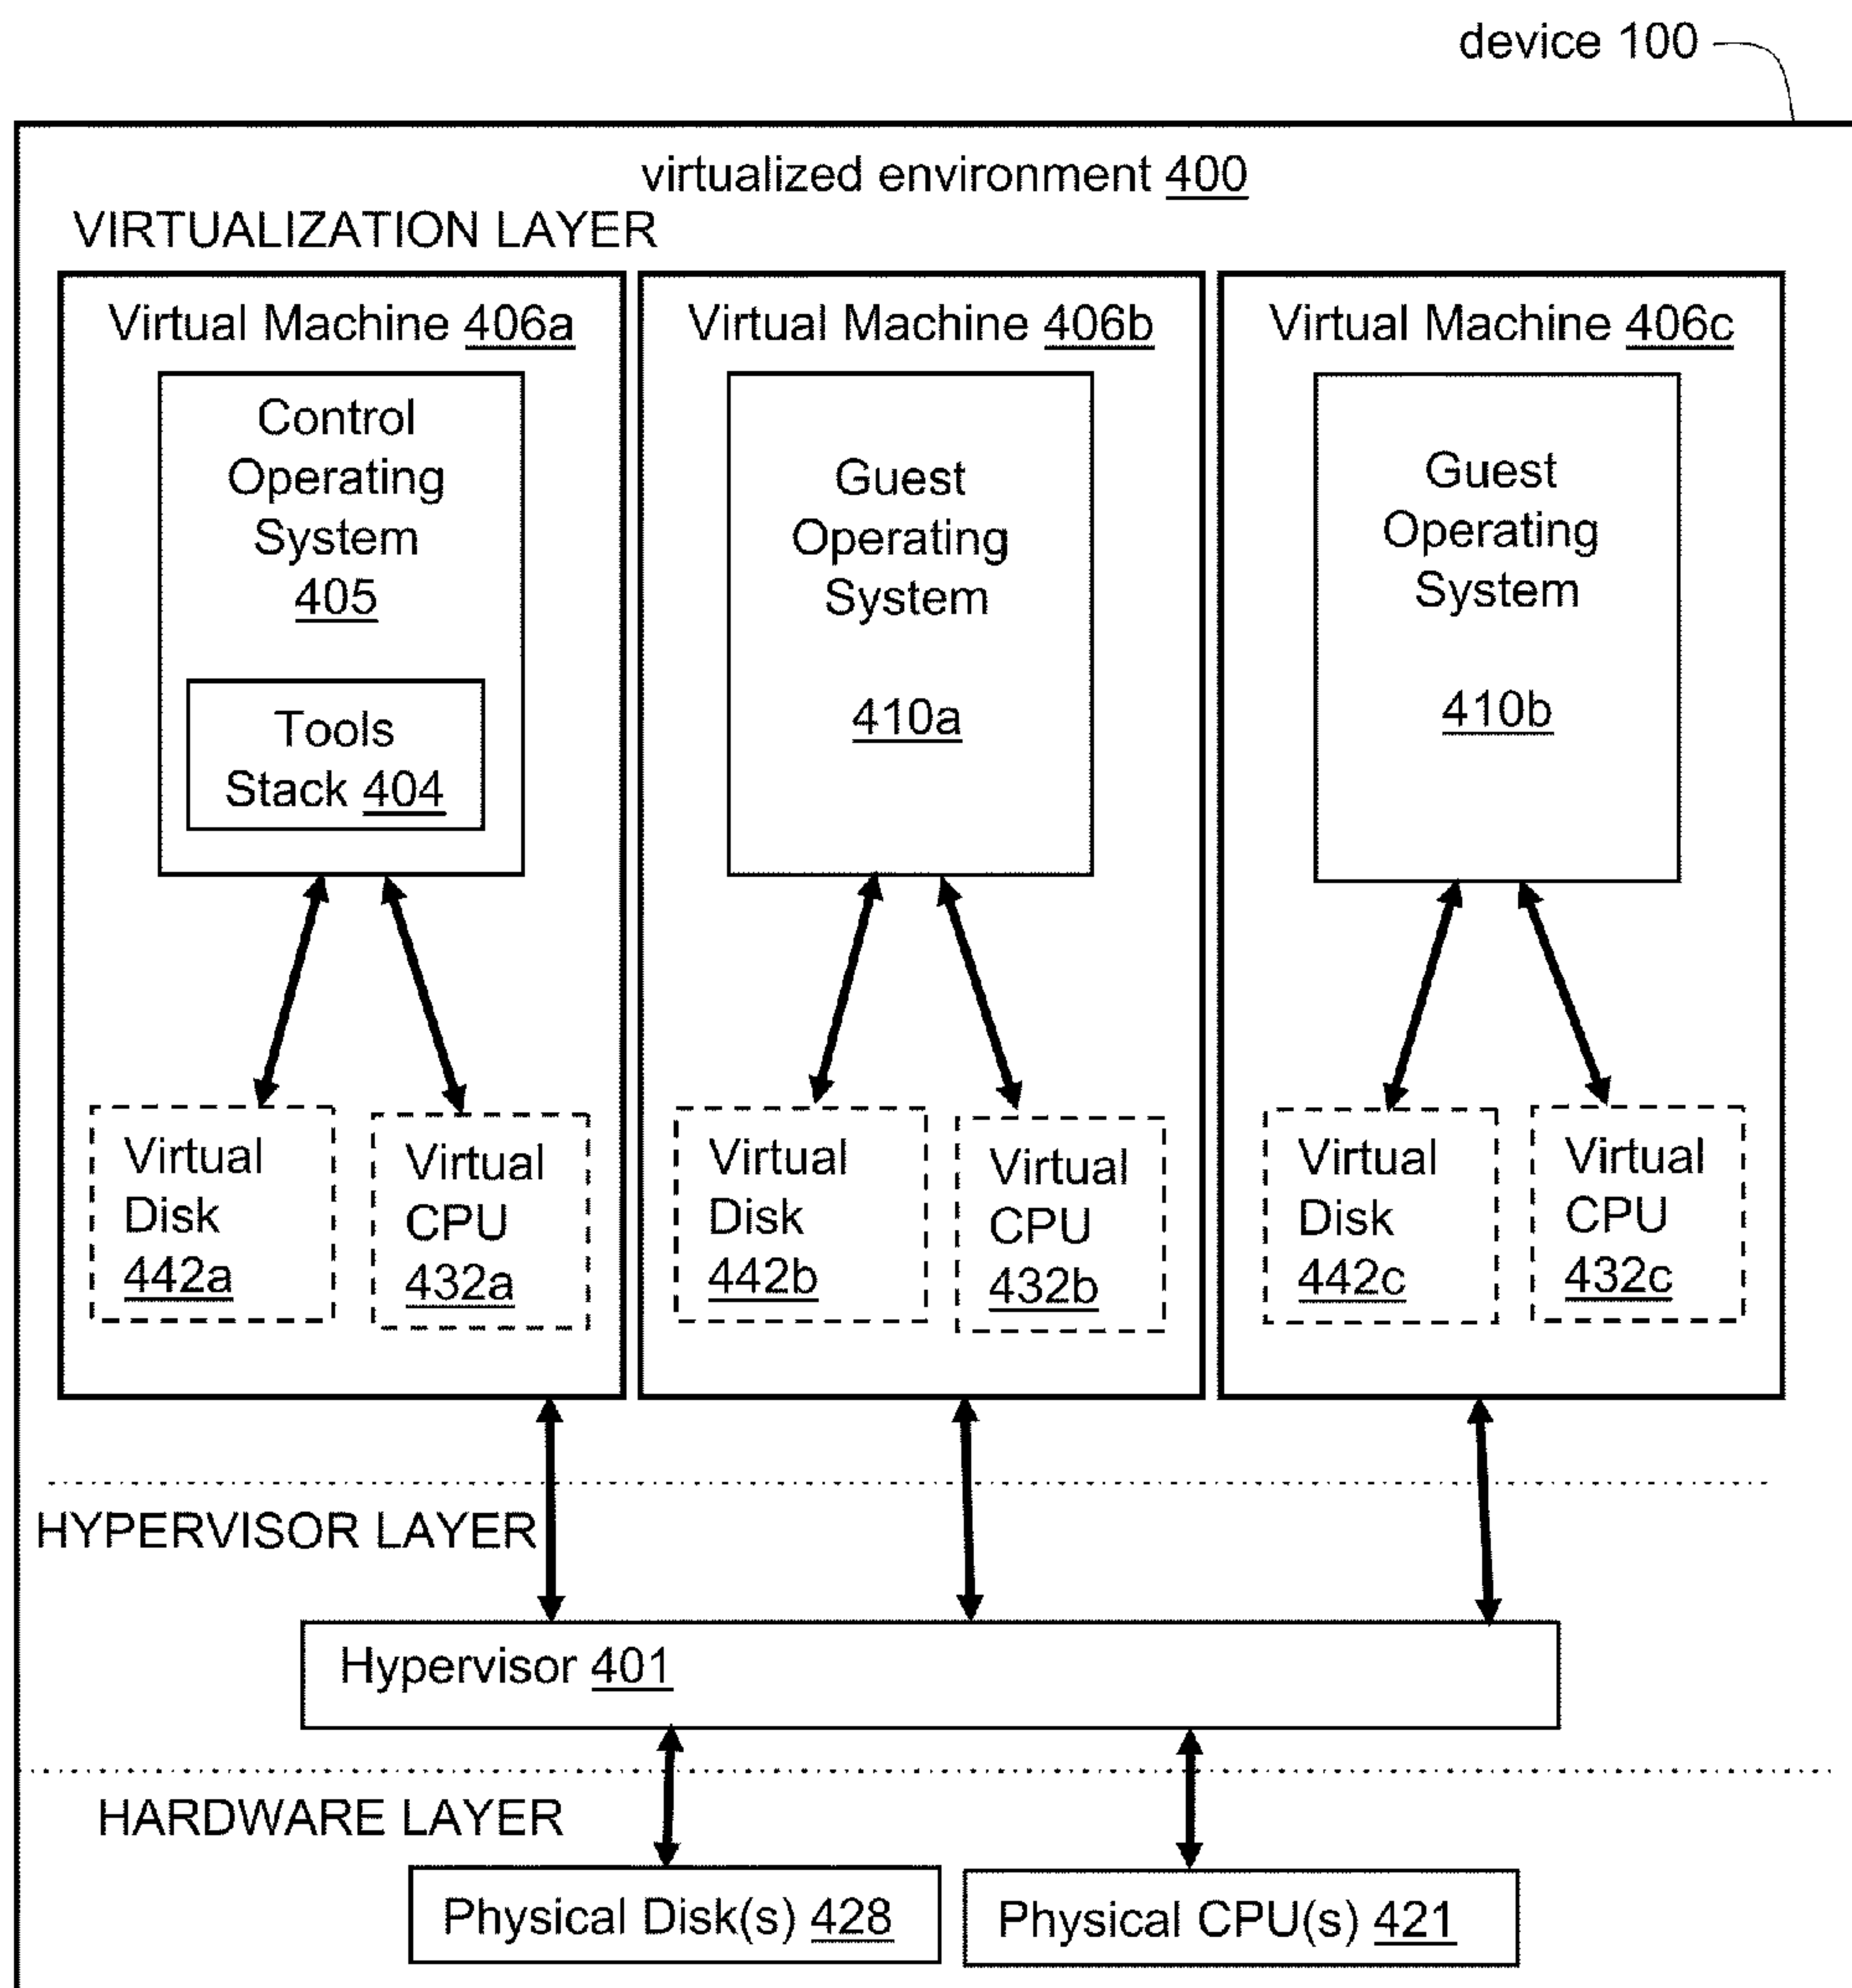 device 100
virtualized environment 400
VIRTUALIZATION LAYER
Virtual Machine 406a
Control
Operating
System
405
Tools
Stack 404
Virtual
Disk
442a
Virtual
CPU
432a
Virtual Machine 406b
Guest
Operating
System
410a
Virtual
Disk
442b
Virtual
CPU
432b
Virtual Machine 406c
Guest
Operating
System
410b
Virtual
Disk
442c
Virtual
CPU
432c
HYPERVISOR LAYER
Hypervisor 401
HARDWARE LAYER
Physical Disk(s) 428
Physical CPU(s) 421